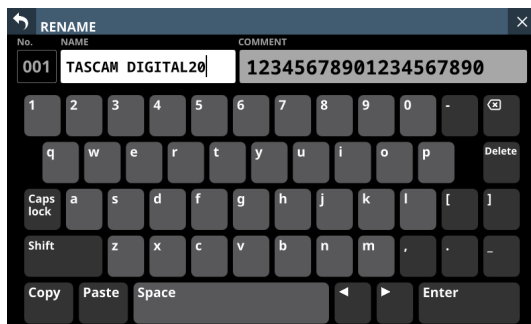 RENAME
No. NAME COMMENT
001 TASCAM DIGITAL20 12345678901234567890
1 2 3 4 5 6 7 8 9 0 -
q w e r t y u i o p Delete
Caps lock a s d f g h j k l [ ]
Shift z x c v b n m , . _
Copy Paste Space Enter